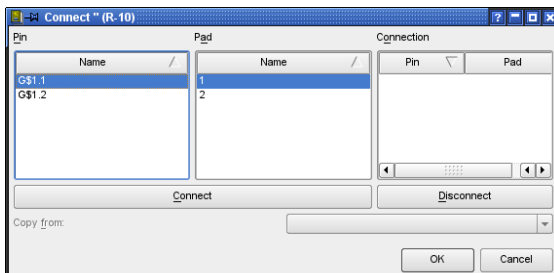 Connect '' (R-10)
Pin
Pad
Connection
Name
Name
Pin
Pad
G$1.1
1
G$1.2
2
Connect
Disconnect
Copy from:
OK
Cancel